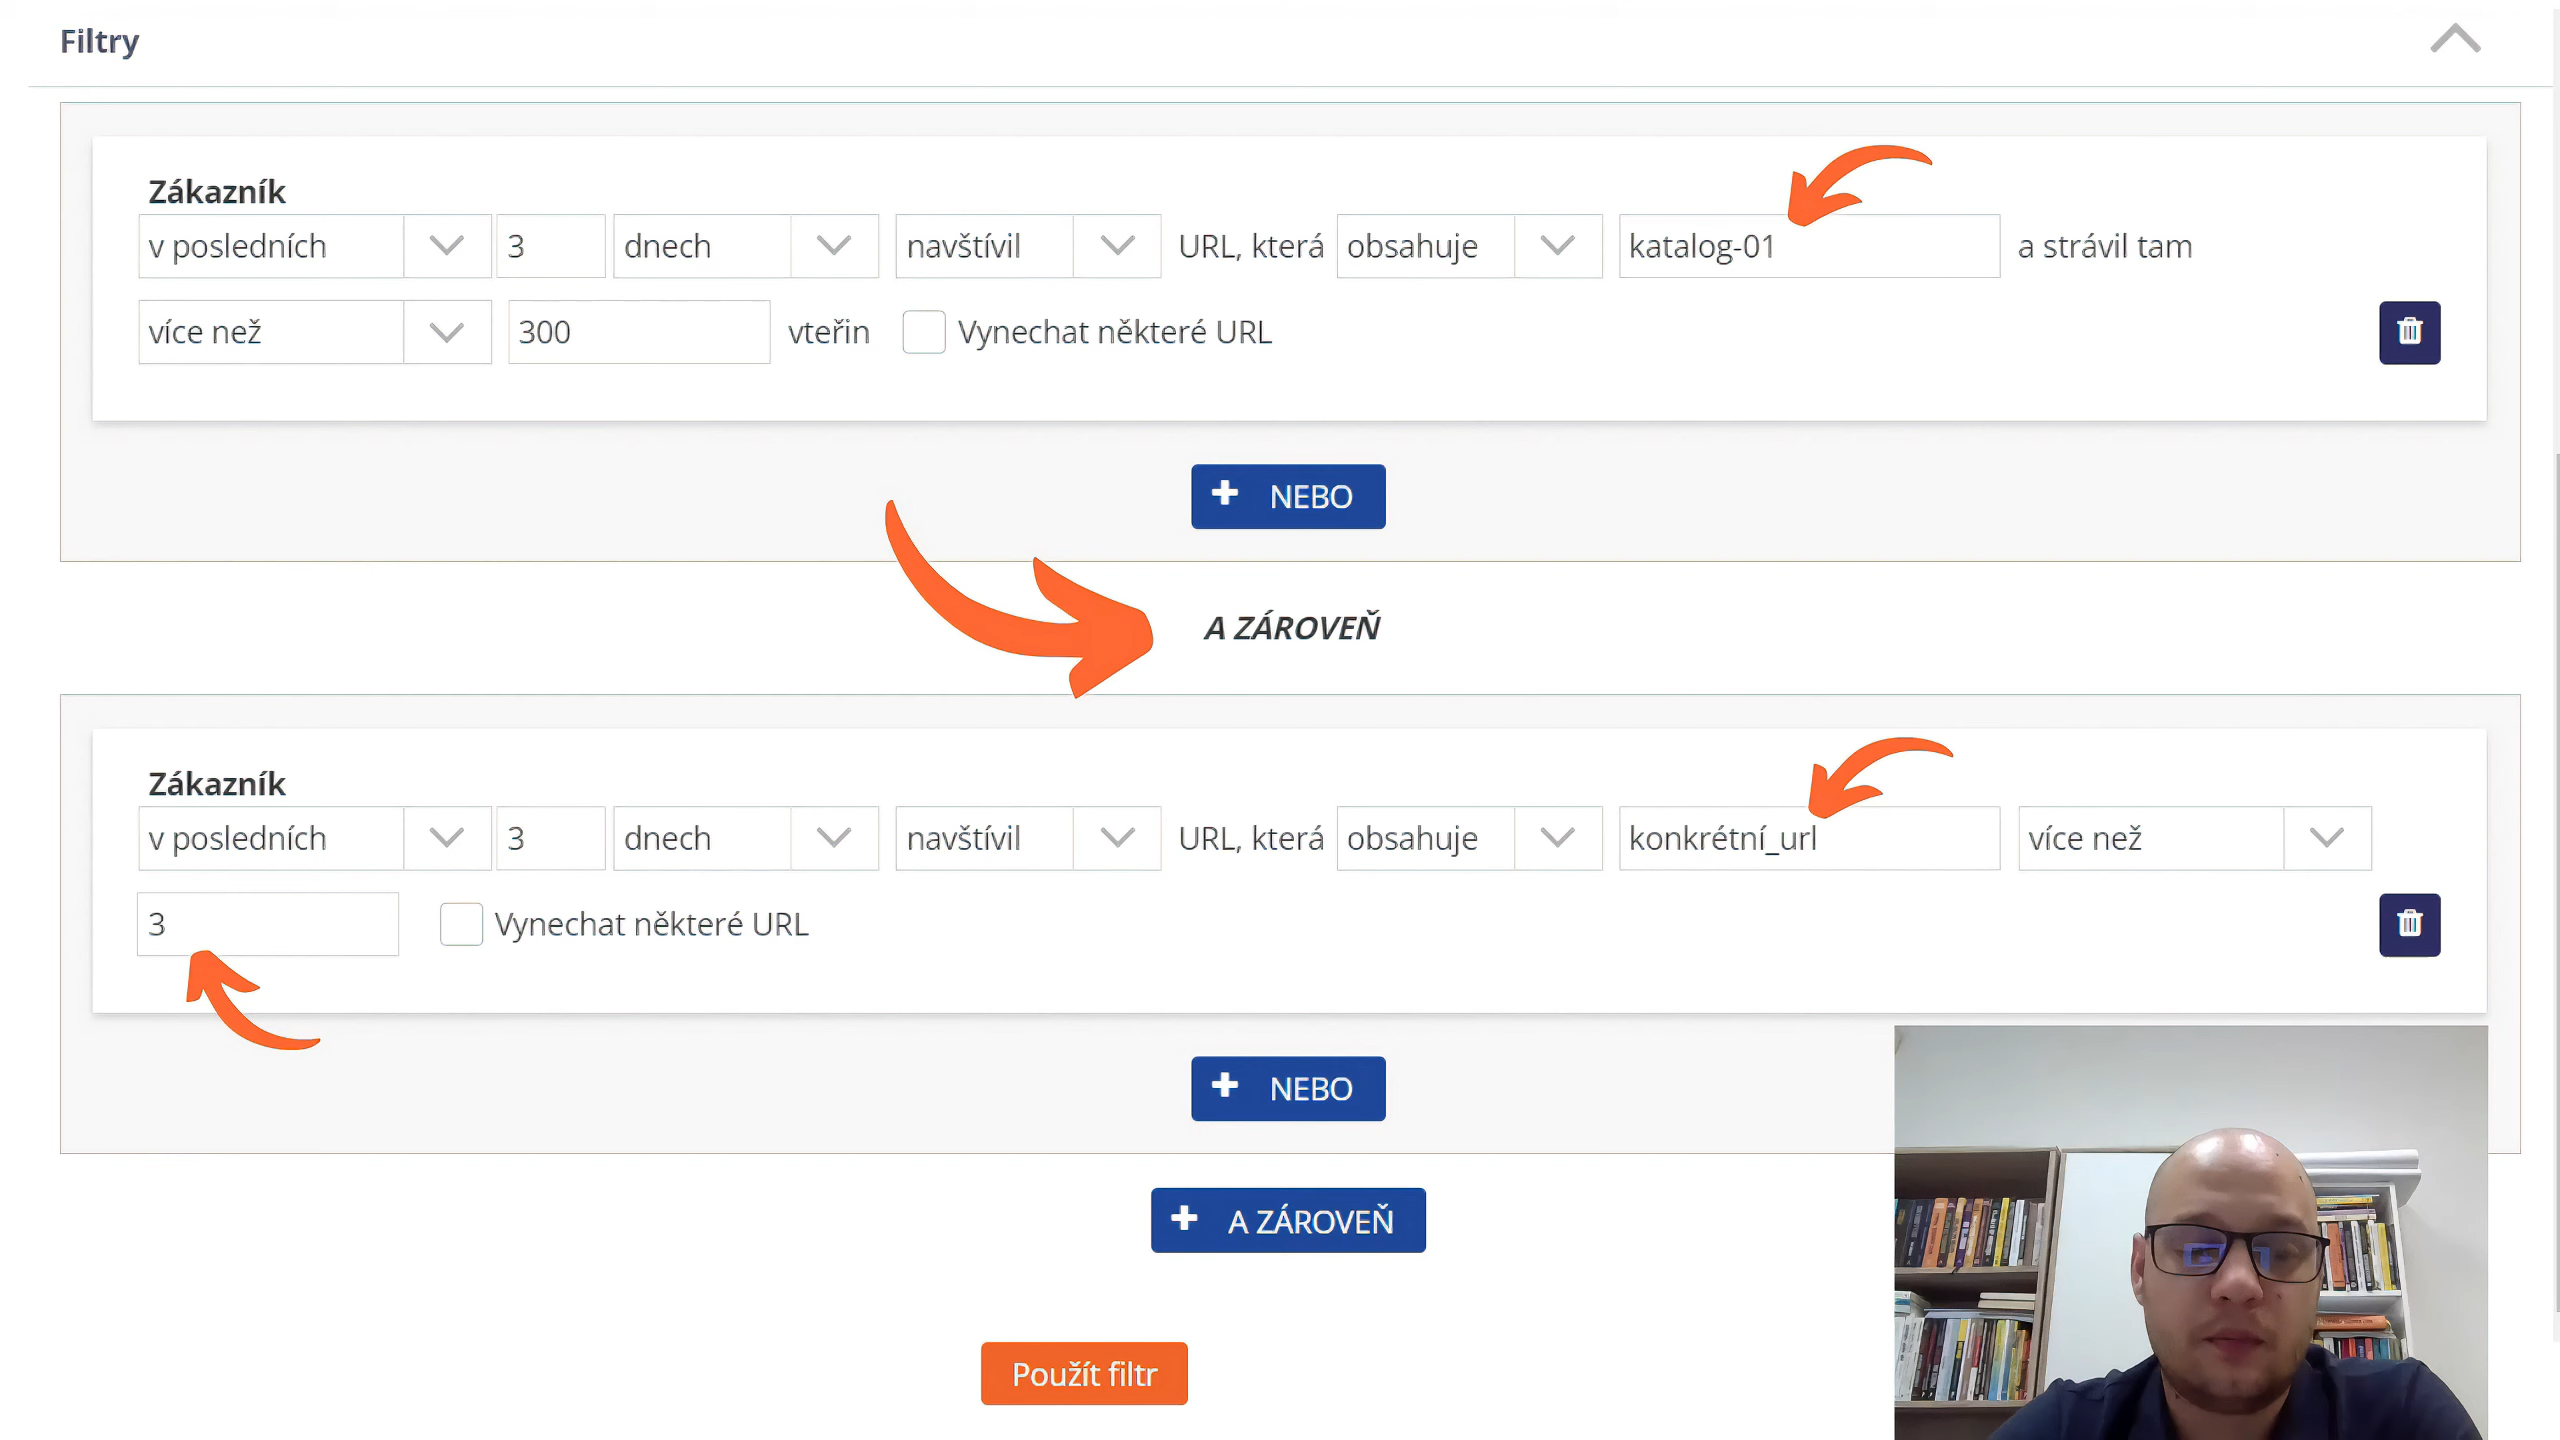 Filtry
Zákazník
v posledních 3 dnech navštívil URL, která obsahuje katalog-01 a strávil tam
více než 300 vteřin Vynechat některé URL
+ NEBO
A ZÁROVEŇ
Zákazník
v posledních 3 dnech navštívil URL, která obsahuje konkrétní_url více než
3 Vynechat některé URL
+ NEBO
+ A ZÁROVEŇ
Použít filtr